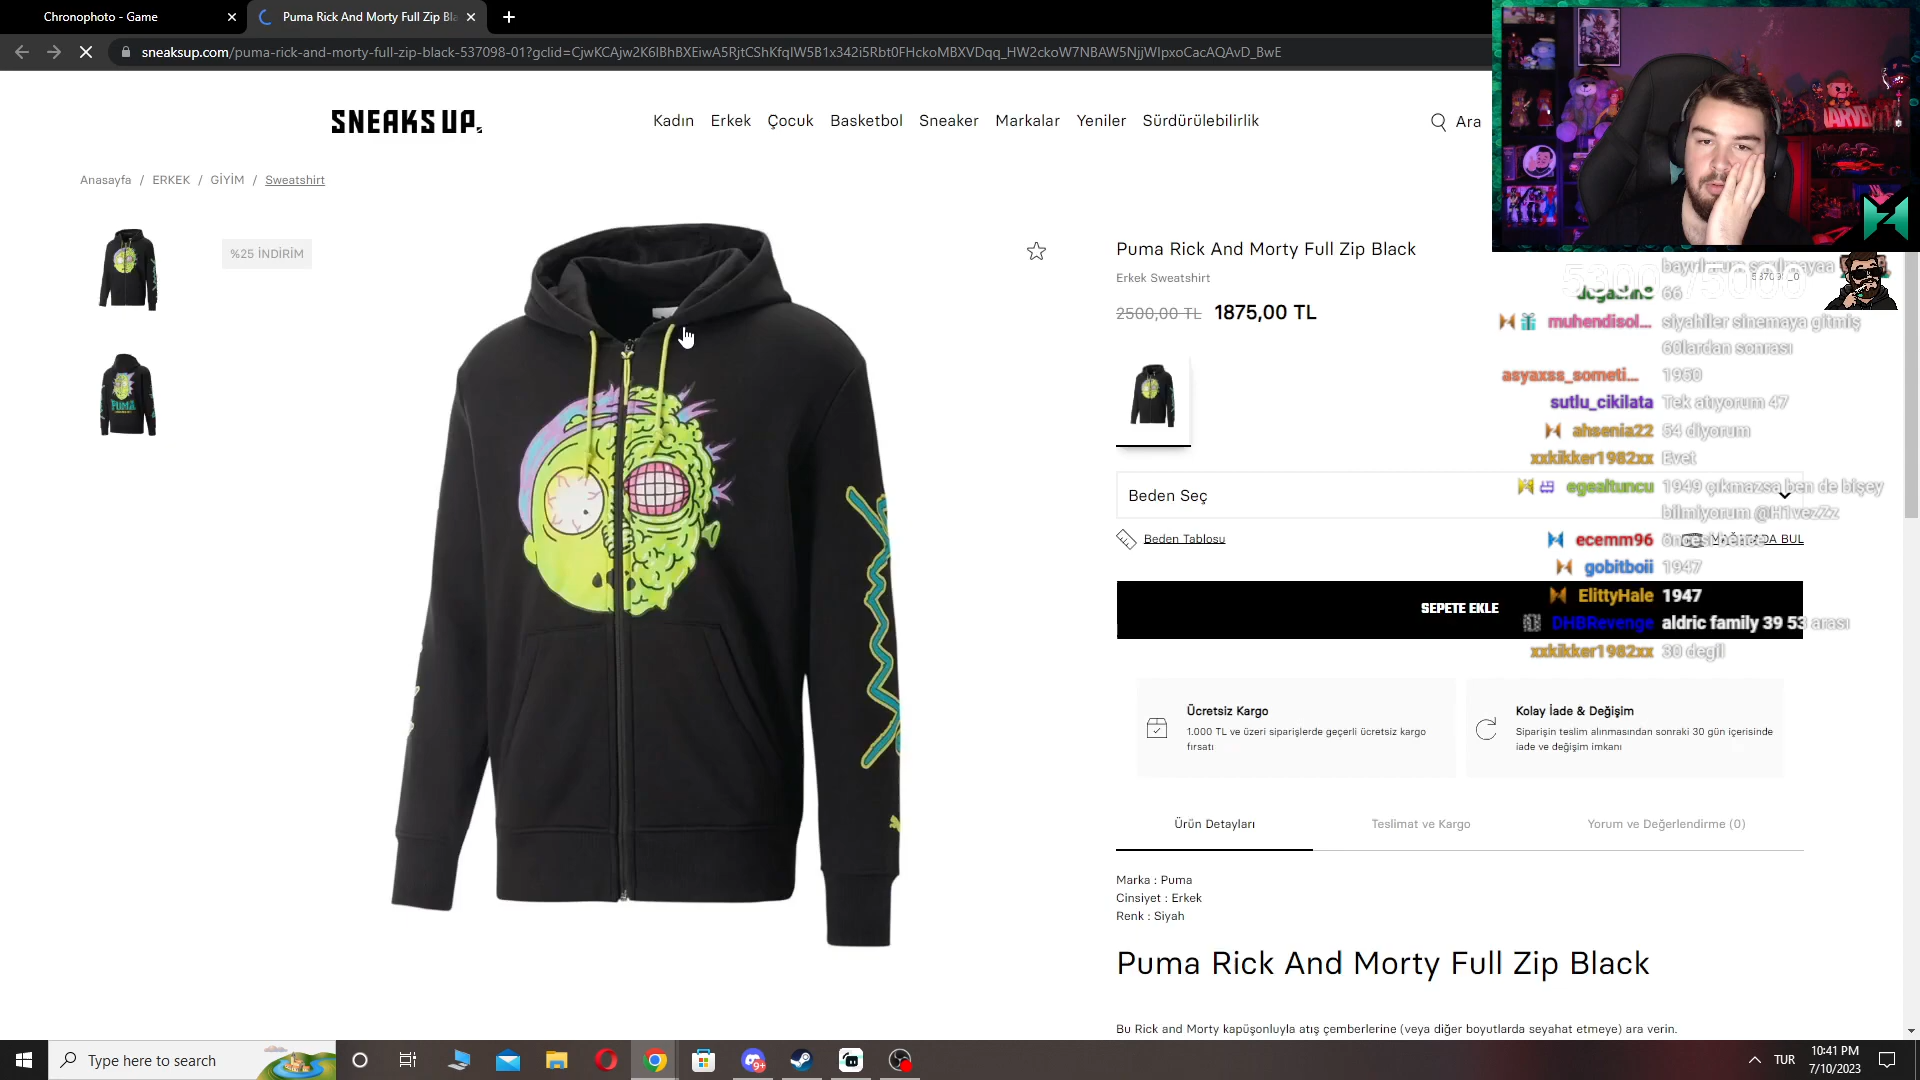 Chronophoto - Game
Puma Rick And Morty Full Zip Bla
sneaksup.com/puma-rick-and-morty-full-zip-black-537098-01?gclid=CjwKCAjw2K6lBhBXEiwA5RjtCShKfqIW5B1x342i5Rbt0FHckoMBXVDqq_HW2ckoW7NBAW5NjjWIpxoCacAQAvD_BwE
SNEAKS UP.
Kadın Erkek Çocuk Basketbol Sneaker Markalar Yeniler Sürdürülebilirlik
Ara
Anasayfa / ERKEK / GİYİM / Sweatshirt
%25 İNDİRİM
PUMA
MARVEL
Puma Rick And Morty Full Zip Black
Erkek Sweatshirt
2500,00 TL 1875,00 TL
66
muhendisol... siyahiler sinemaya gitmiş
60lardan sonrası
asyaxss_someti... 1950
sutlu_cikilata Tek atıyorum 47
ahsenia22 54 diyorum
xxkikker1982xx Evet
egealtuncu 1949 çıkmazsa ben de bişey
bilmiyorum @H1vezZz
ecemm96
gobitboii 1947
ElittyHale 1947
DHBRevenge aldric family 39 53 arası
xxkikker1982xx 30 degil
Beden Seç
Beden Tablosu
BUL
SEPETE EKLE
Ücretsiz Kargo
1.000 TL ve üzeri siparişlerde geçerli ücretsiz kargo
fırsatı
Kolay İade & Değişim
Siparişin teslim alınmasından sonraki 30 gün içerisinde
iade ve değişim imkanı
Ürün Detayları Teslimat ve Kargo Yorum ve Değerlendirme (0)
Marka : Puma
Cinsiyet : Erkek
Renk : Siyah
Puma Rick And Morty Full Zip Black
Bu Rick and Morty kapüşonluyla atış çemberlerine (veya diğer boyutlarda seyahat etmeye) ara verin.
Type here to search
9+
TUR
10:41 PM
7/10/2023